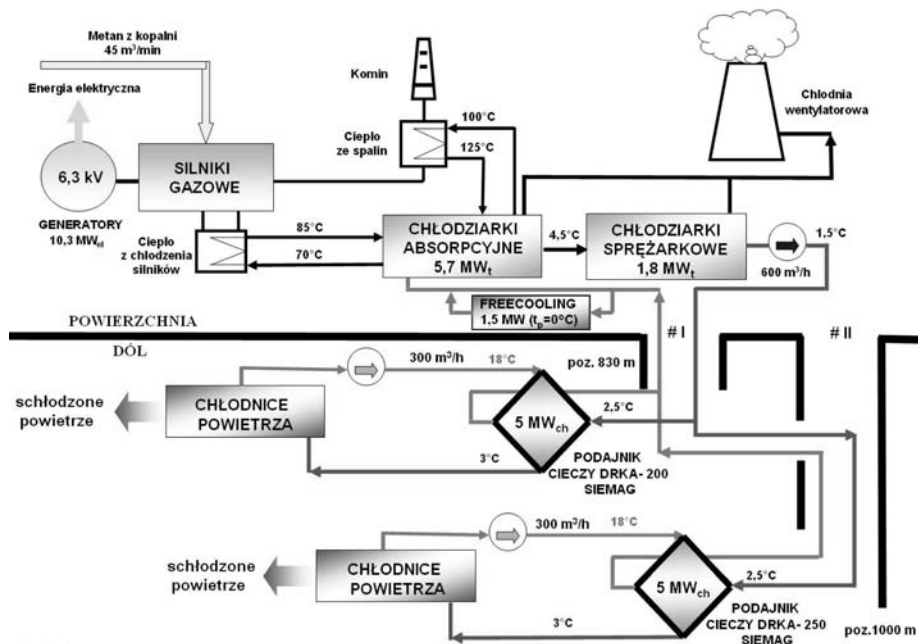 Metan z kopalni
45 m³/min
Energia elektryczna
Komin
Chłodnia
wentylatorowa
Ciepło
ze spalin
100°C
125°C
6,3 kV
SILNIKI
GAZOWE
GENERATORY
10,3 MWel
Ciepło
z chłodzenia
silników
85°C
70°C
CHŁODZIARKI
ABSORPCYJNE
5,7 MWt
4,5°C
CHŁODZIARKI
SPRĘŻARKOWE
1,8 MWt
1,5°C
600 m³/h
FREECOOLING
1,5 MW (tp=0°C)
POWIERZCHNIA
DÓL
# I
# II
poz. 830 m
300 m³/h
18°C
schłodzone
powietrze
CHŁODNICE
POWIETRZA
5 MWch
2,5°C
3°C
PODAJNIK
CIECZY DRKA- 200
SIEMAG
300 m³/h
18°C
schłodzone
powietrze
CHŁODNICE
POWIETRZA
5 MWch
2,5°C
3°C
PODAJNIK
CIECZY DRKA - 250
SIEMAG
poz.1000 m